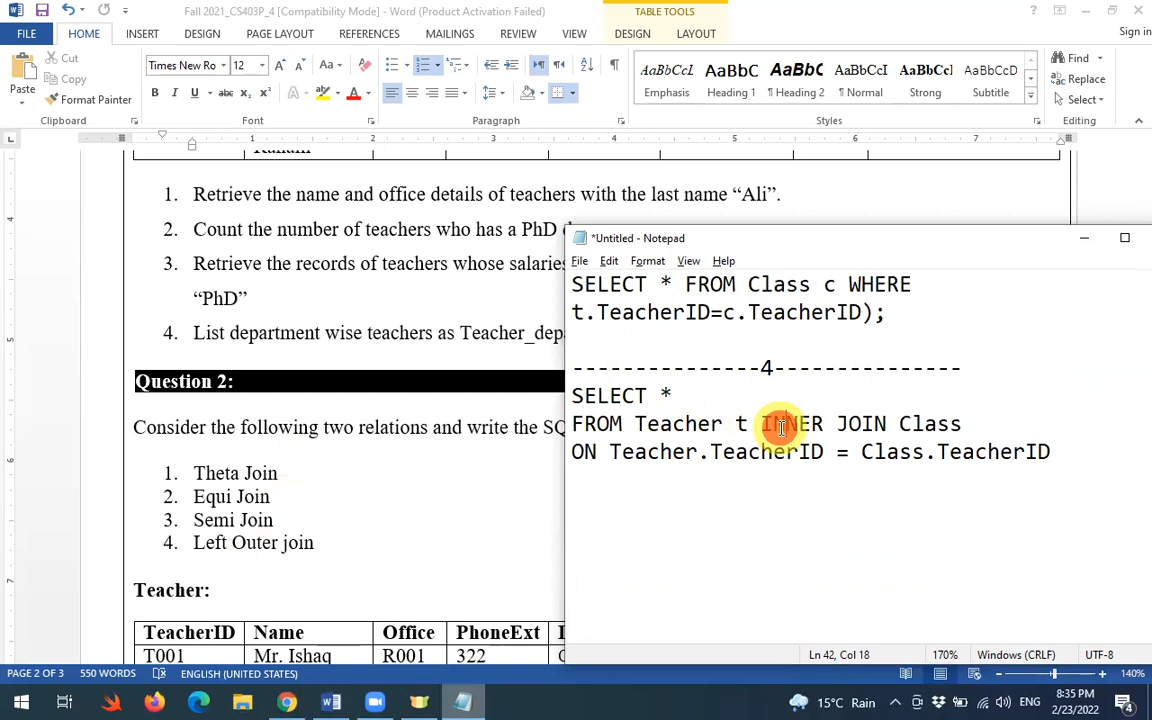 Fall 2021_CS403P_4 [Compatibility Mode] - Word (Product Activation Failed)
TABLE TOOLS
FILE HOME INSERT DESIGN PAGE LAYOUT REFERENCES MAILINGS REVIEW VIEW DESIGN LAYOUT Sign in
Paste
Cut
Copy
Format Painter
Clipboard
Times New Ro 12
Font
Paragraph
AaBbCcI AaBbC AaBbC AaBbCcI AaBbCc AaBbCcD
Emphasis Heading 1 ¶ Heading 2 ¶ Normal Strong Subtitle
Styles
Find
Replace
Select
Editing
1 2 3 4 5 6 7
1. Retrieve the name and office details of teachers with the last name “Ali”.
2. Count the number of teachers who has a PhD d
3. Retrieve the records of teachers whose salaries
“PhD”
4. List department wise teachers as Teacher_depa
Question 2:
Consider the following two relations and write the SQ
1. Theta Join
2. Equi Join
3. Semi Join
4. Left Outer join
Teacher:
TeacherID Name Office PhoneExt
T001 Mr. Ishaq R001 322
*Untitled - Notepad
File Edit Format View Help
SELECT * FROM Class c WHERE
t.TeacherID=c.TeacherID);
---------------4---------------
SELECT *
FROM Teacher t INNER JOIN Class
ON Teacher.TeacherID = Class.TeacherID
Ln 42, Col 18 170% Windows (CRLF) UTF-8
PAGE 2 OF 3 550 WORDS ENGLISH (UNITED STATES) 140%
15°C Rain ENG 8:35 PM
2/23/2022
4